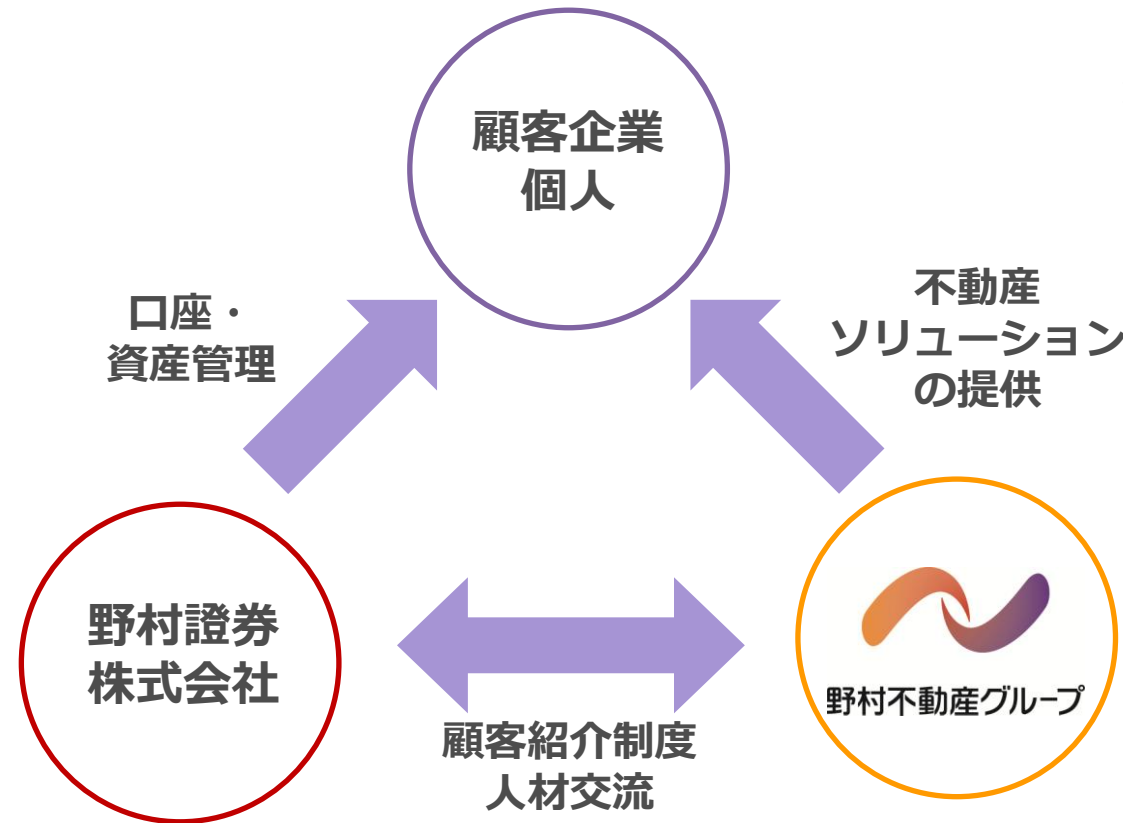 顧客企業
個人
口座・
資産管理
不動産
ソリューション
の提供
野村證券
株式会社
野村不動産グループ
顧客紹介制度
人材交流